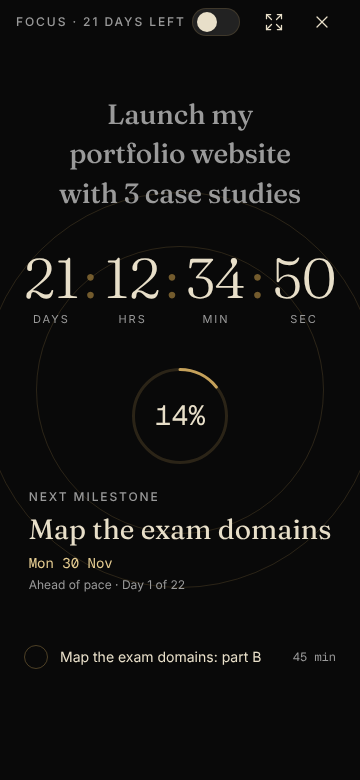 FOCUS · 21 DAYS LEFT
Launch my
portfolio website
with 3 case studies
21:12:34:50
DAYS HRS MIN SEC
14%
NEXT MILESTONE
Map the exam domains
Mon 30 Nov
Ahead of pace · Day 1 of 22
Map the exam domains: part B 45 min